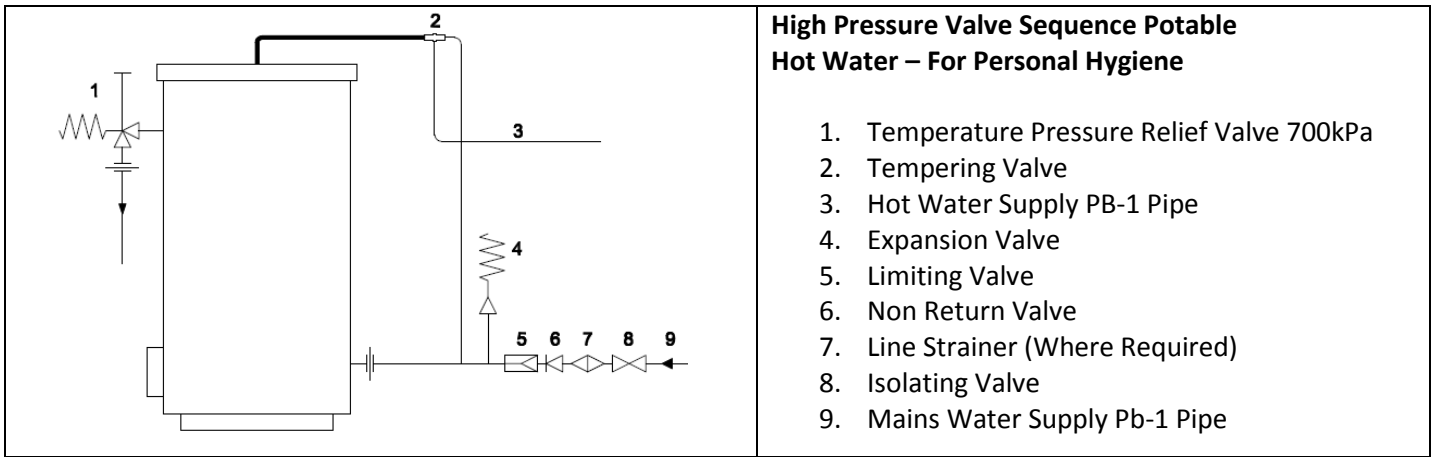 2
1
3
4
5 6 7 8 9
High Pressure Valve Sequence Potable
Hot Water – For Personal Hygiene
1. Temperature Pressure Relief Valve 700kPa
2. Tempering Valve
3. Hot Water Supply PB-1 Pipe
4. Expansion Valve
5. Limiting Valve
6. Non Return Valve
7. Line Strainer (Where Required)
8. Isolating Valve
9. Mains Water Supply Pb-1 Pipe